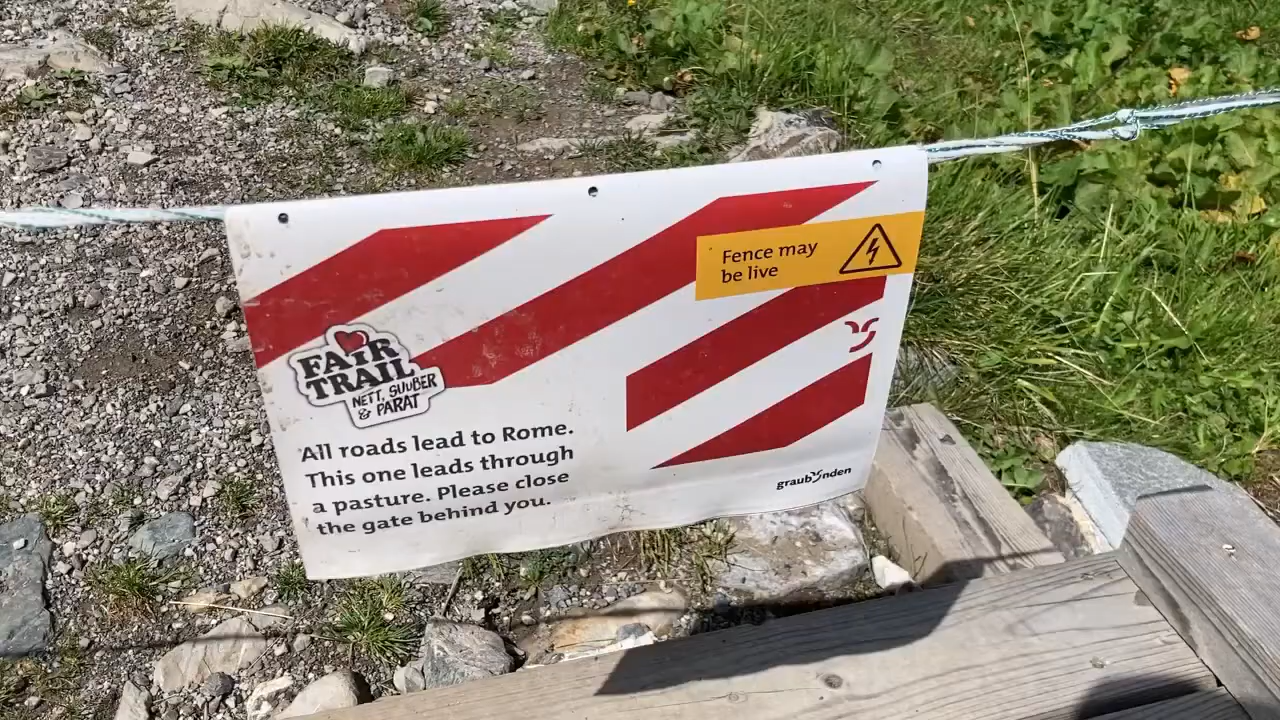 Fence may
be live
FAIR
TRAIL
NETT, SUUBER
& PARAT
All roads lead to Rome.
This one leads through
a pasture. Please close
the gate behind you.
graubünden